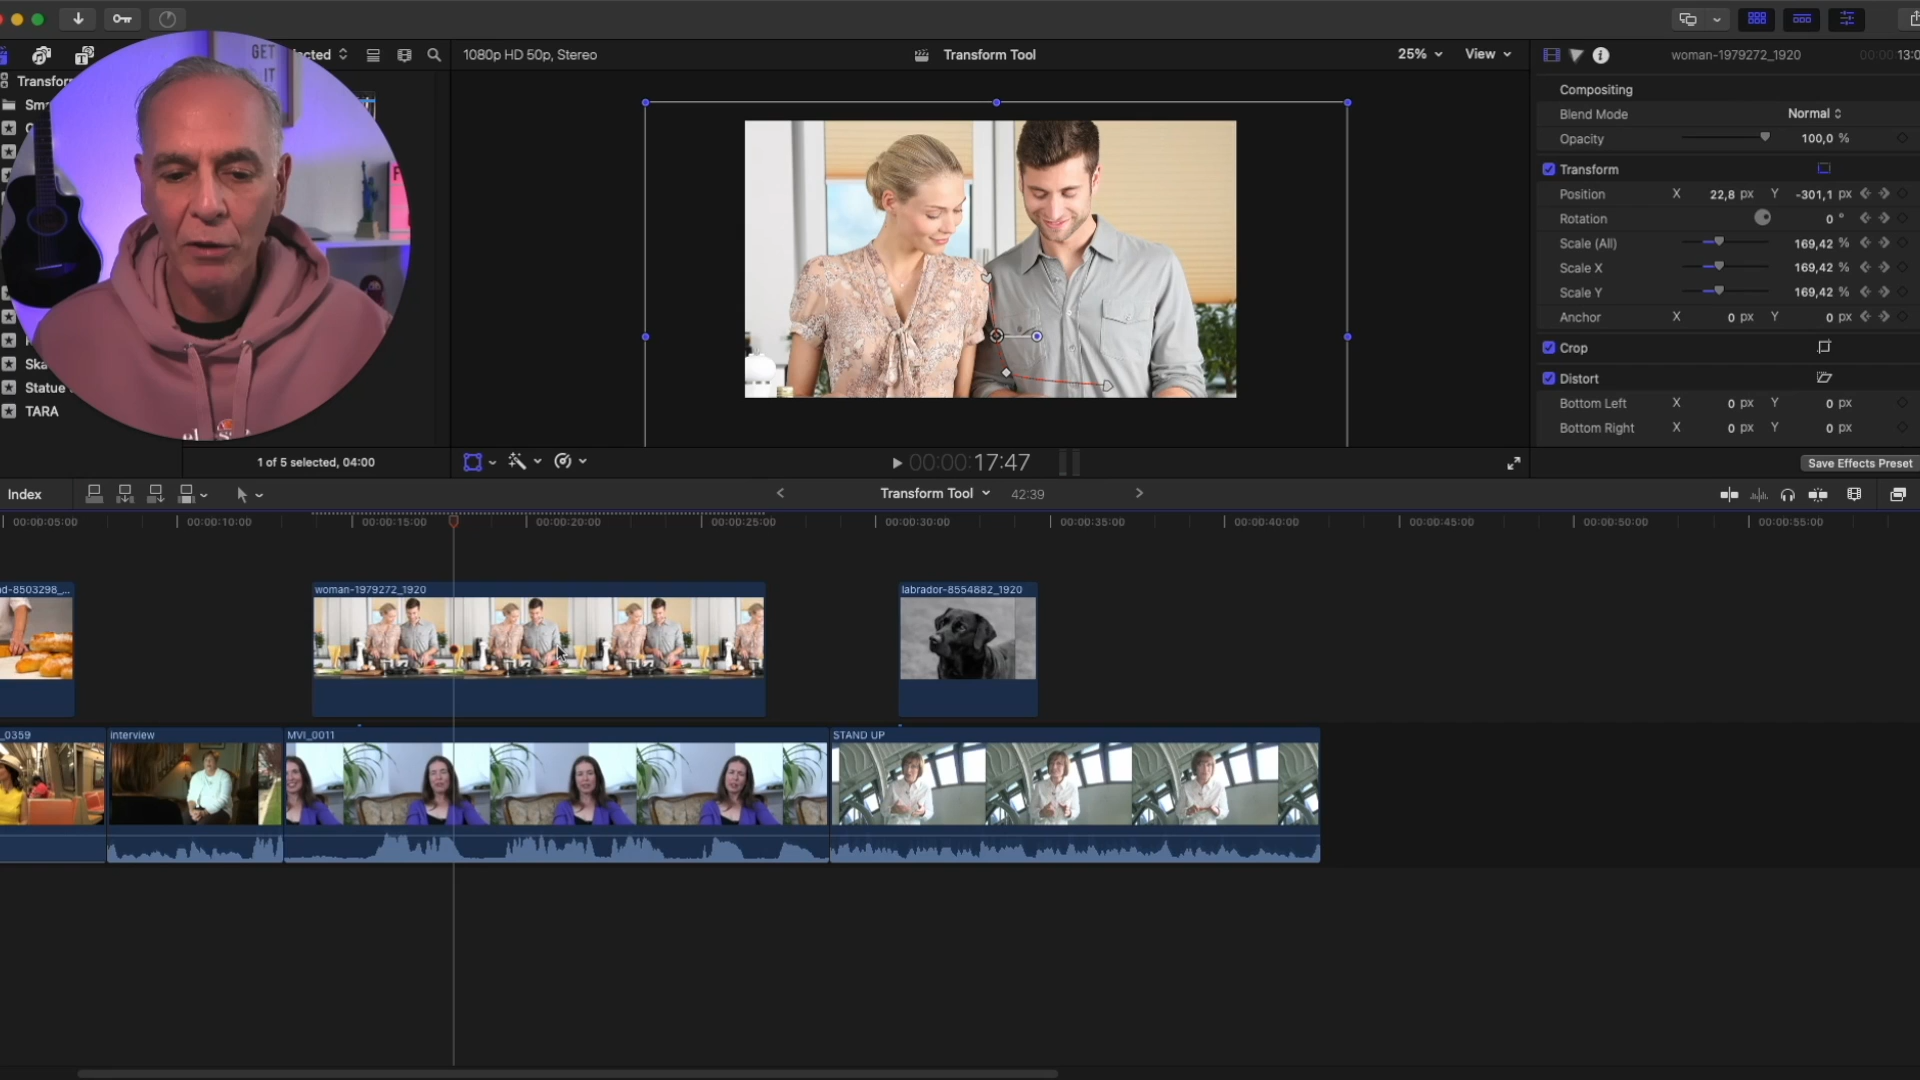 GET
IT
ected
1080p HD 50p, Stereo
Transform Tool
25%
View
woman-1979272_1920
00:00:13:0
Transfor
Sma
Ska
Statue
TARA
1 of 5 selected, 04:00
00:00:00:17:47
Compositing
Blend Mode
Normal
Opacity
100,0 %
Transform
Position X 22,8 px Y -301,1 px
Rotation 0 °
Scale (All) 169,42 %
Scale X 169,42 %
Scale Y 169,42 %
Anchor X 0 px Y 0 px
Crop
Distort
Bottom Left X 0 px Y 0 px
Bottom Right X 0 px Y 0 px
Save Effects Preset
Index
Transform Tool
42:39
00:00:05:00
00:00:10:00
00:00:15:00
00:00:20:00
00:00:25:00
00:00:30:00
00:00:35:00
00:00:40:00
00:00:45:00
00:00:50:00
00:00:55:00
ad-8503298_...
woman-1979272_1920
labrador-8554882_1920
_0359
interview
MVI_0011
STAND UP